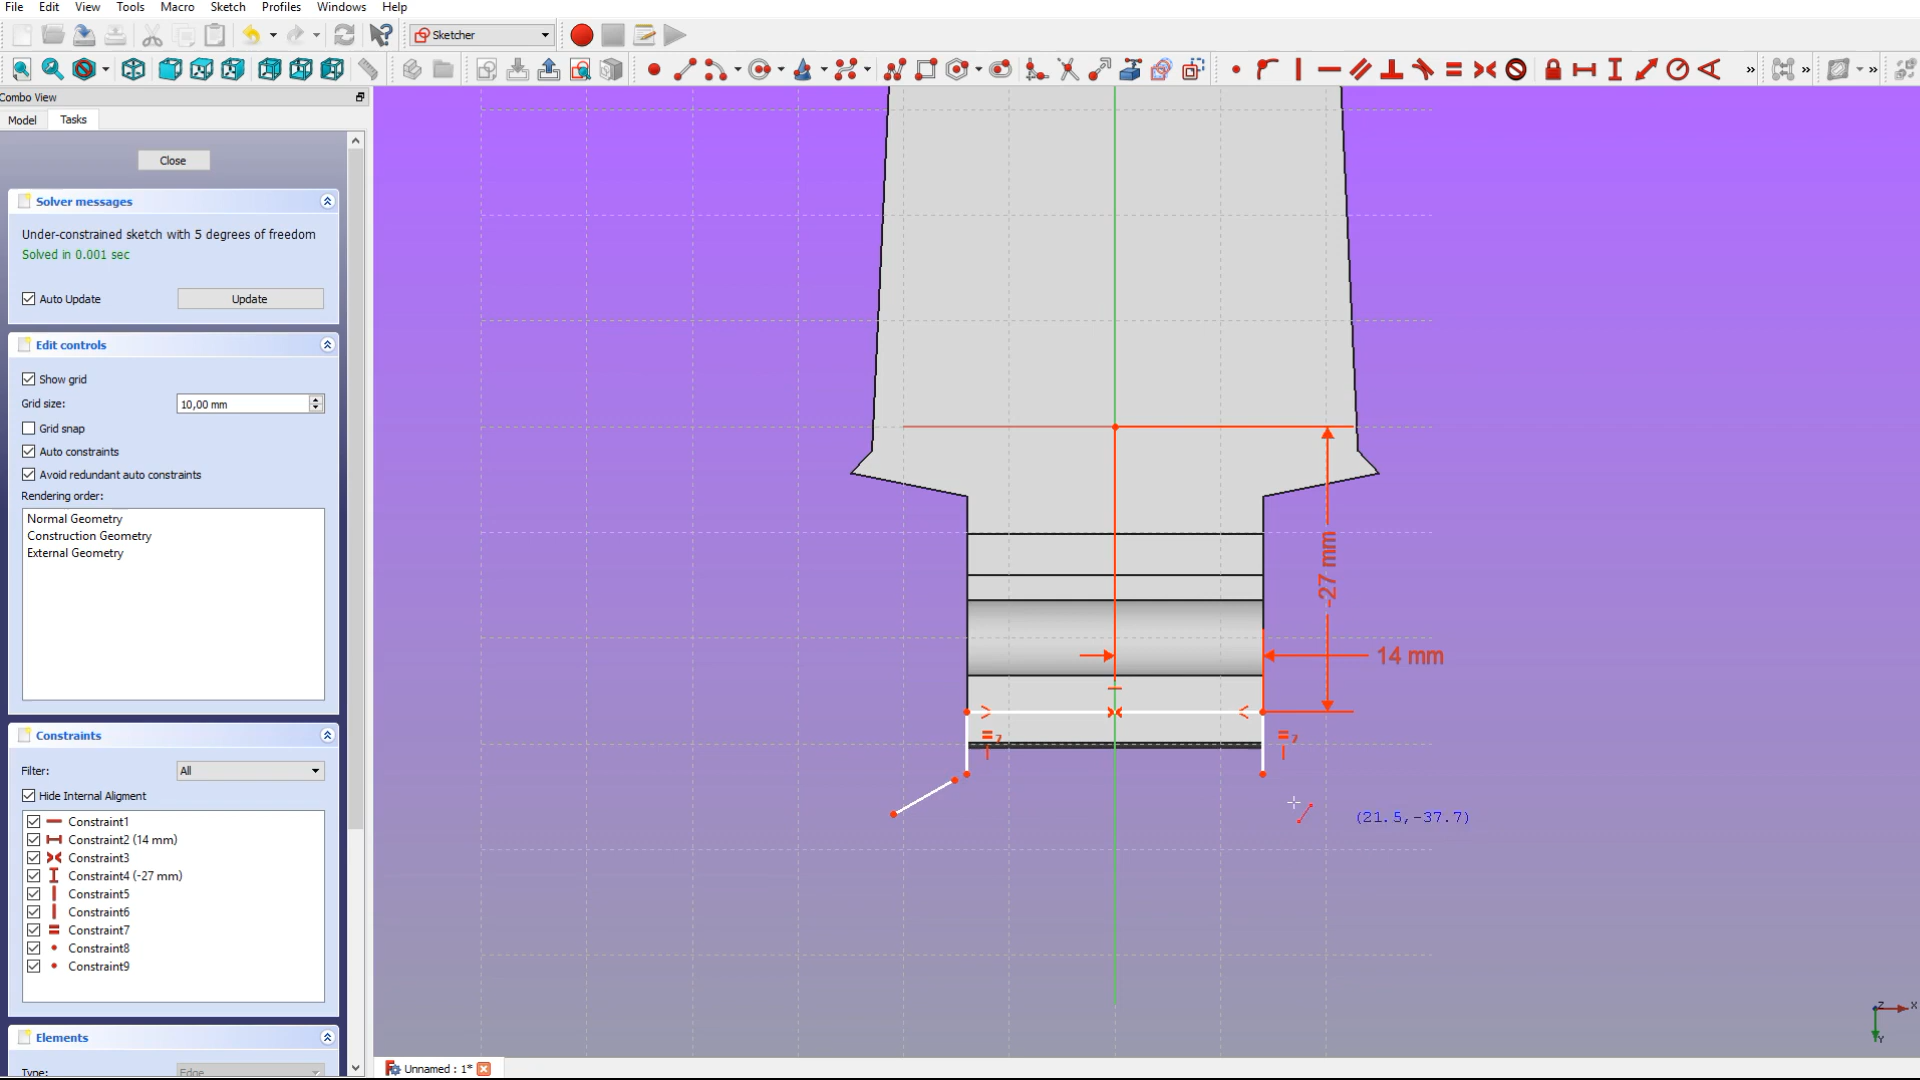 File Edit View Tools Macro Sketch Profiles Windows Help
Sketcher
Combo View
Model Tasks
Close
Solver messages
Under-constrained sketch with 5 degrees of freedom
Solved in 0.001 sec
Auto Update Update
Edit controls
Show grid
Grid size: 10,00 mm
Grid snap
Auto constraints
Avoid redundant auto constraints
Rendering order:
Normal Geometry
Construction Geometry
External Geometry
Constraints
Filter: All
Hide Internal Aligment
Constraint1
Constraint2 (14 mm)
Constraint3
Constraint4 (-27 mm)
Constraint5
Constraint6
Constraint7
Constraint8
Constraint9
Elements
Type: Edge
-27 mm
14 mm
7
7
(21.5,-37.7)
Z X
Y
Unnamed : 1*